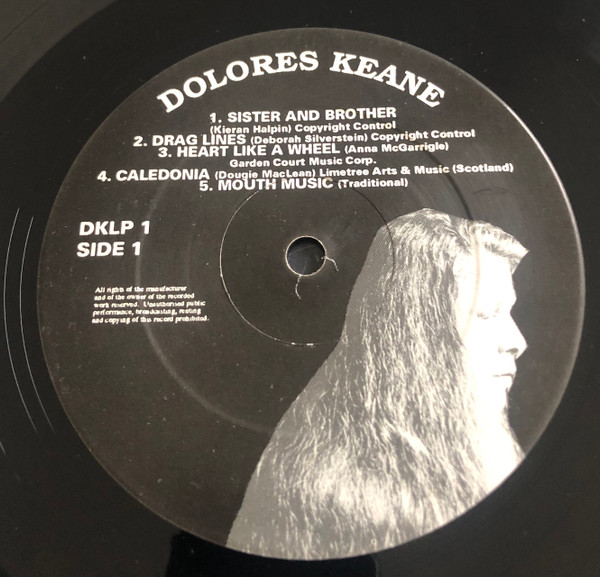 DOLORES KEANE
1. SISTER AND BROTHER
(Kieran Halpin) Copyright Control
2. DRAG LINES (Deborah Silverstein) Copyright Control
3. HEART LIKE A WHEEL (Anna McGarrigle)
Garden Court Music Corp.
4. CALEDONIA (Dougie MacLean) Limetree Arts & Music (Scotland)
5. MOUTH MUSIC (Traditional)
DKLP 1
SIDE 1
All rights of the manufacturer
and of the owner of the recorded
work reserved. Unauthorised public
performance, broadcasting, renting
and copying of this record prohibited.